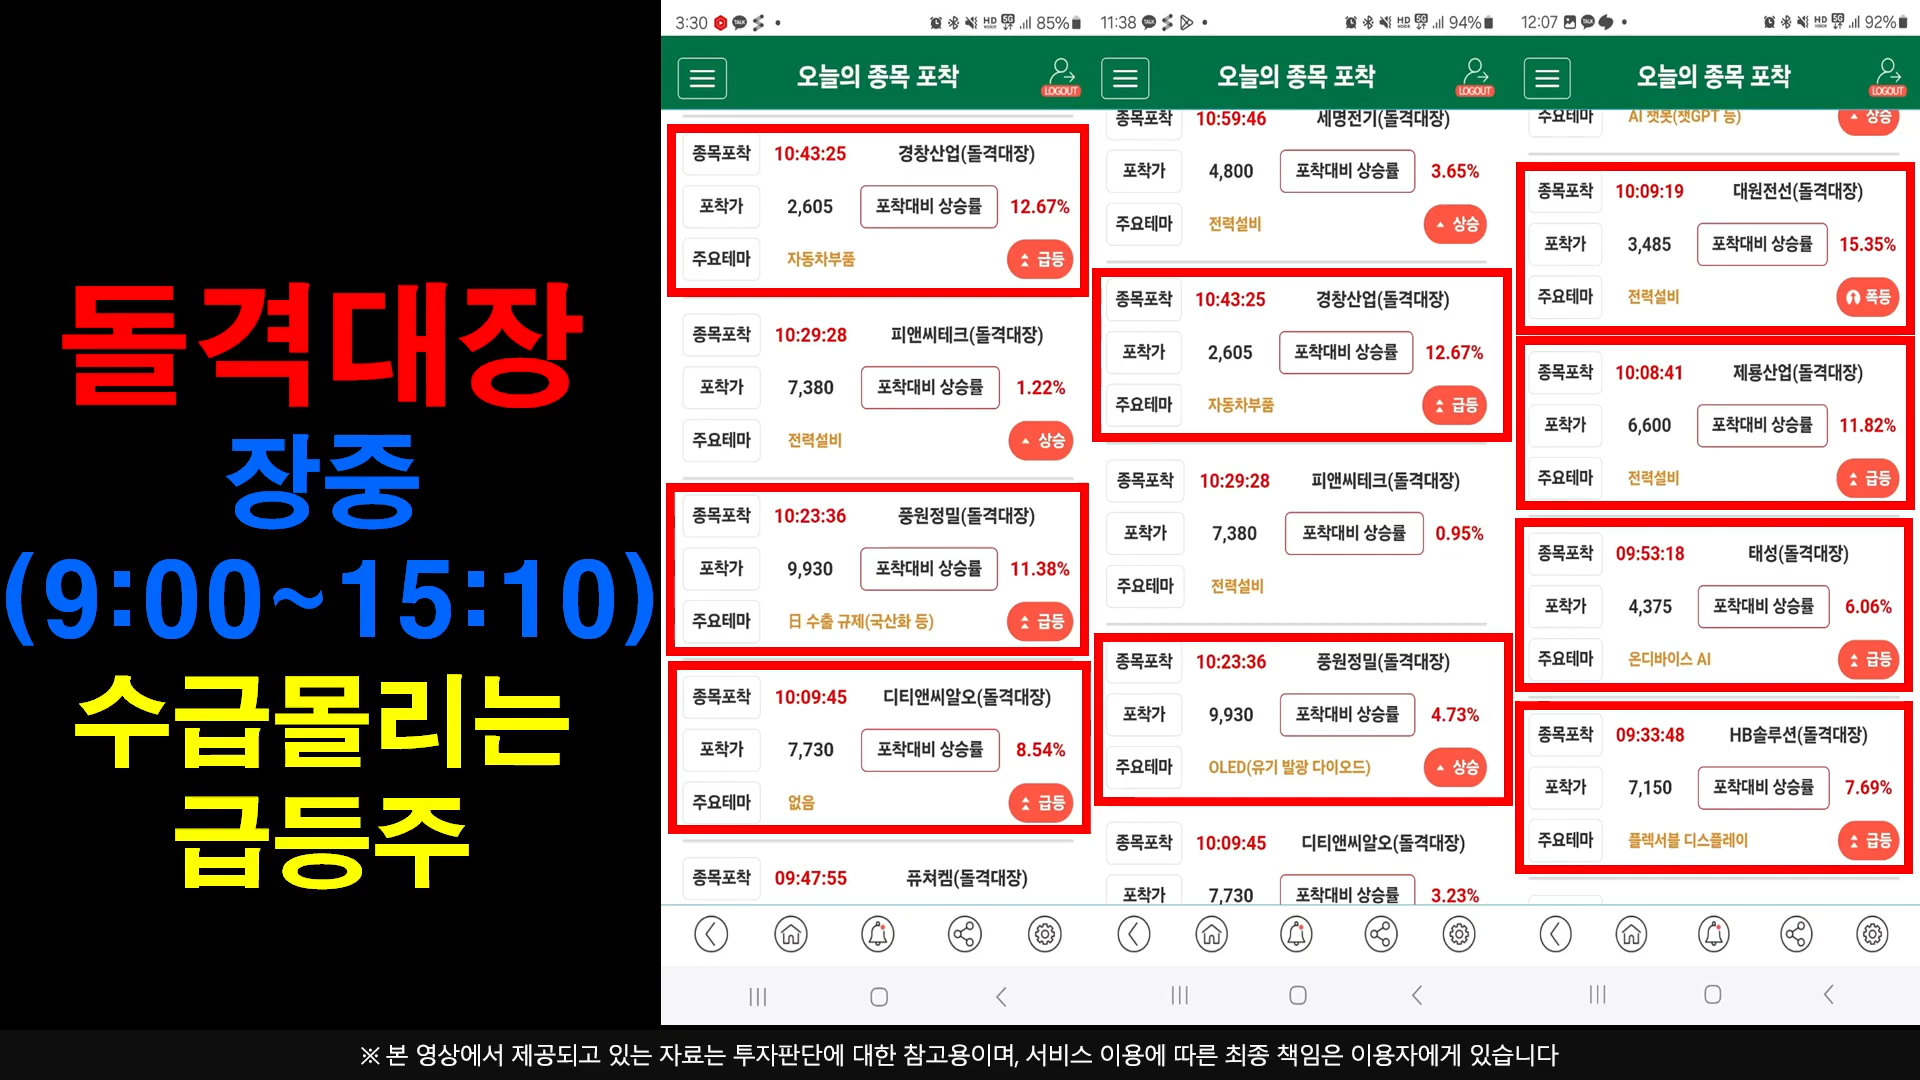 돌격대장
장중
(9:00~15:10)
수급몰리는
급등주
3:30 85%
오늘의 종목 포착
LOGOUT
종목포착 10:43:25 경창산업(돌격대장)
포착가 2,605 포착대비 상승률 12.67%
주요테마 자동차부품 급등
종목포착 10:29:28 피앤씨테크(돌격대장)
포착가 7,380 포착대비 상승률 1.22%
주요테마 전력설비 상승
종목포착 10:23:36 풍원정밀(돌격대장)
포착가 9,930 포착대비 상승률 11.38%
주요테마 日 수출 규제(국산화 등) 급등
종목포착 10:09:45 디티앤씨알오(돌격대장)
포착가 7,730 포착대비 상승률 8.54%
주요테마 없음 급등
종목포착 09:47:55 퓨쳐켐(돌격대장)
11:38 94%
오늘의 종목 포착
LOGOUT
종목포착 10:59:46 세명전기(돌격대장)
포착가 4,800 포착대비 상승률 3.65%
주요테마 전력설비 상승
종목포착 10:43:25 경창산업(돌격대장)
포착가 2,605 포착대비 상승률 12.67%
주요테마 자동차부품 급등
종목포착 10:29:28 피앤씨테크(돌격대장)
포착가 7,380 포착대비 상승률 0.95%
주요테마 전력설비
종목포착 10:23:36 풍원정밀(돌격대장)
포착가 9,930 포착대비 상승률 4.73%
주요테마 OLED(유기 발광 다이오드) 상승
종목포착 10:09:45 디티앤씨알오(돌격대장)
포착가 7,730 포착대비 상승률 3.23%
12:07 92%
오늘의 종목 포착
LOGOUT
주요테마 AI 챗봇(챗GPT 등) 상승
종목포착 10:09:19 대원전선(돌격대장)
포착가 3,485 포착대비 상승률 15.35%
주요테마 전력설비 폭등
종목포착 10:08:41 제룡산업(돌격대장)
포착가 6,600 포착대비 상승률 11.82%
주요테마 전력설비 급등
종목포착 09:53:18 태성(돌격대장)
포착가 4,375 포착대비 상승률 6.06%
주요테마 온디바이스 AI 급등
종목포착 09:33:48 HB솔루션(돌격대장)
포착가 7,150 포착대비 상승률 7.69%
주요테마 플렉서블 디스플레이 급등
※ 본 영상에서 제공되고 있는 자료는 투자판단에 대한 참고용이며, 서비스 이용에 따른 최종 책임은 이용자에게 있습니다